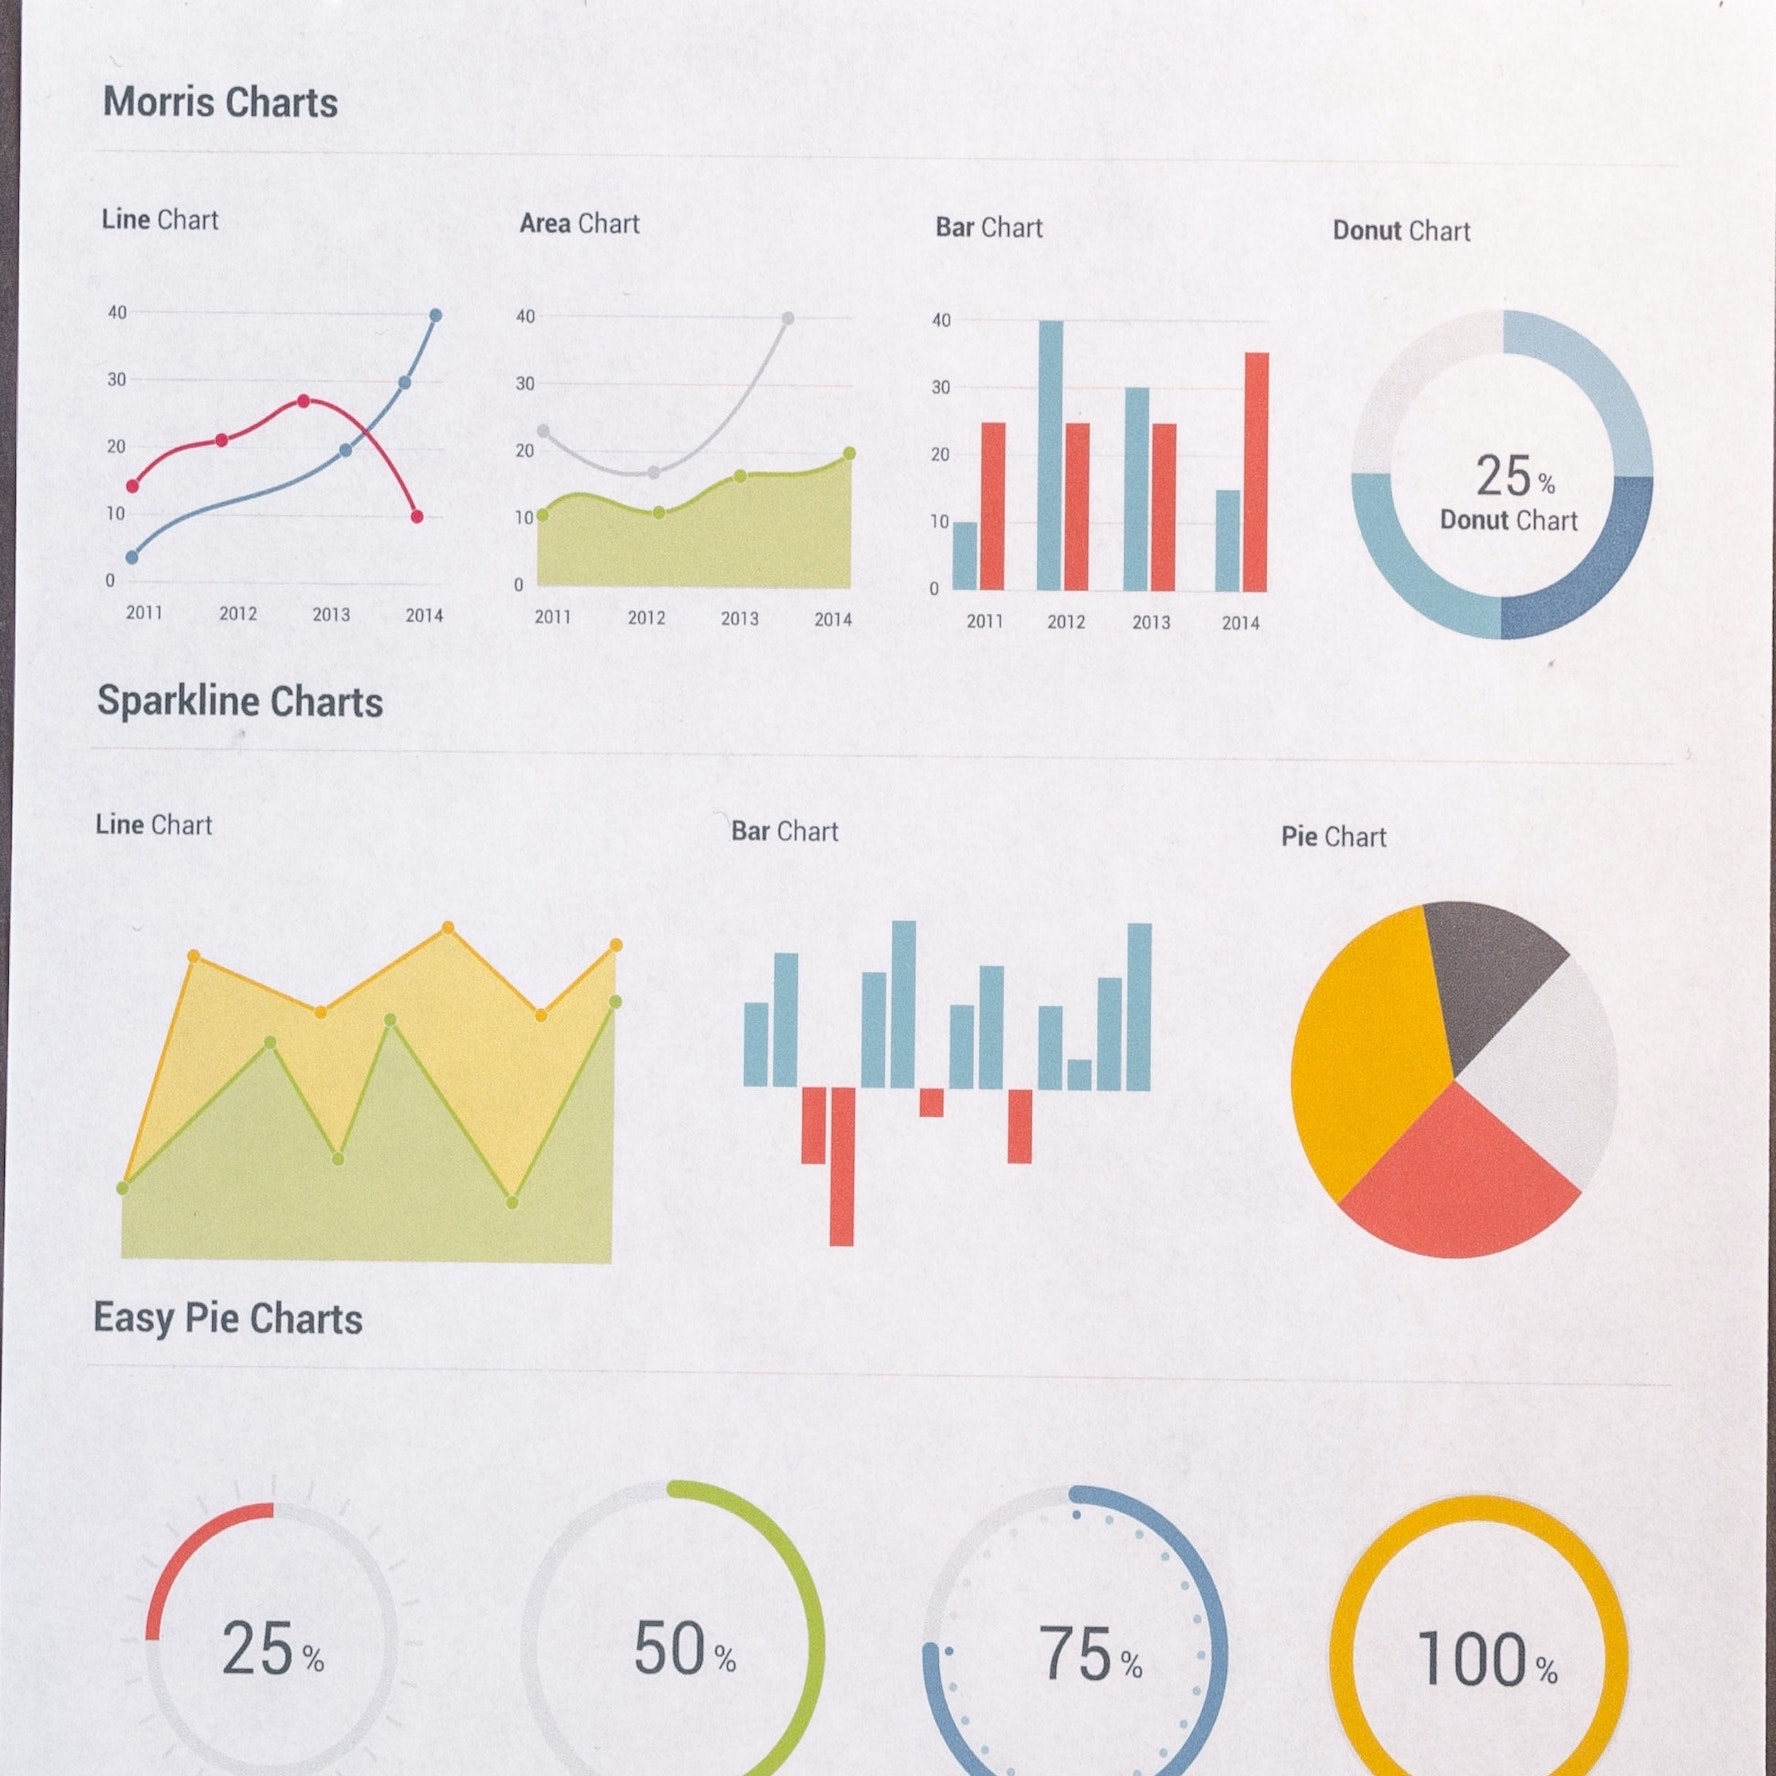 Morris Charts
Line Chart
Area Chart
Bar Chart
Donut Chart
40
30
20
10
0
2011 2012 2013 2014
40
30
20
10
0
2011 2012 2013 2014
40
30
20
10
0
2011 2012 2013 2014
25 %
Donut Chart
Sparkline Charts
Line Chart
Bar Chart
Pie Chart
Easy Pie Charts
25 %
50 %
75 %
100 %